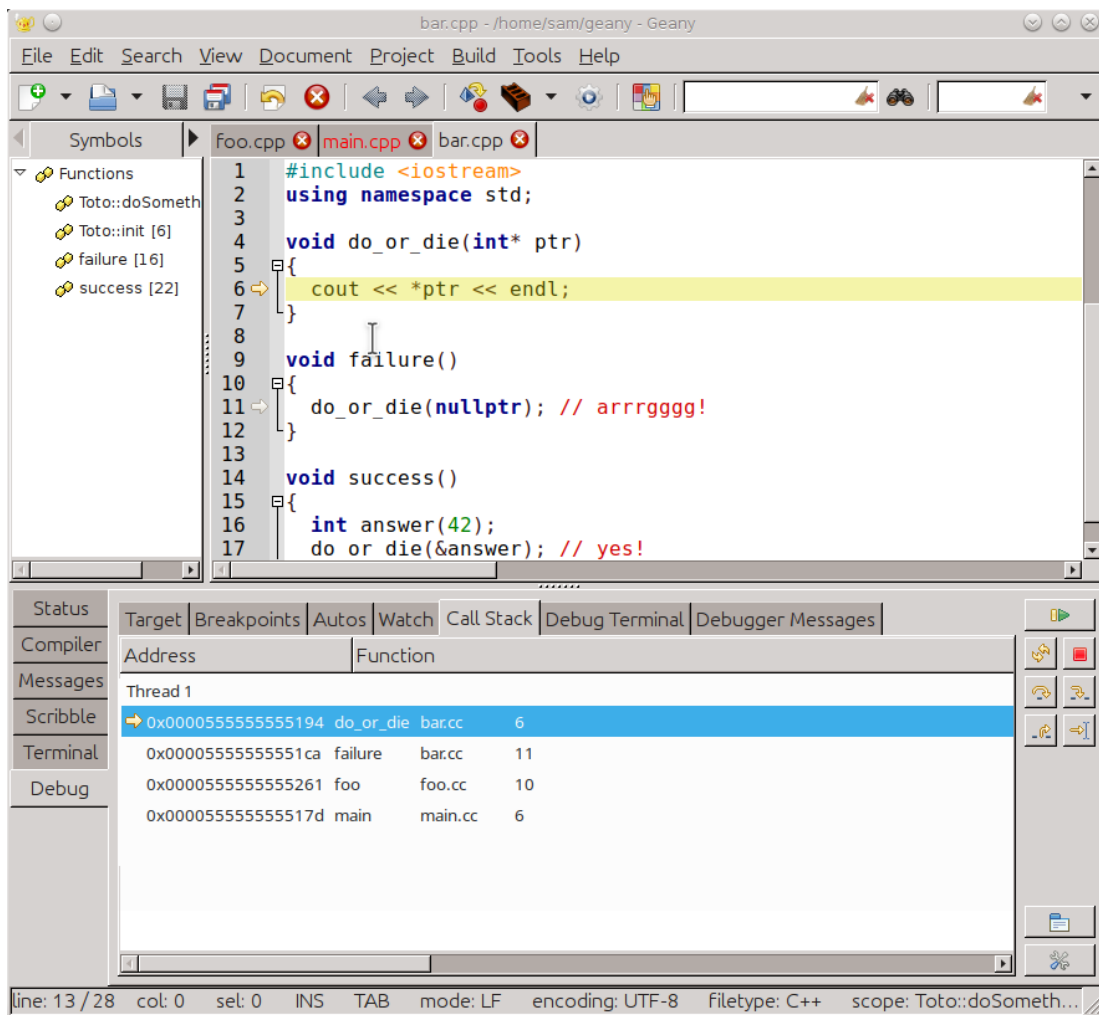 bar.cpp - /home/sam/geany - Geany
File Edit Search View Document Project Build Tools Help
Symbols
foo.cpp main.cpp bar.cpp
Functions
Toto::doSometh
Toto::init [6]
failure [16]
success [22]
1 #include <iostream>
2 using namespace std;
3
4 void do_or_die(int* ptr)
5 {
6 cout << *ptr << endl;
7 }
8
9 void failure()
10 {
11 do_or_die(nullptr); // arrrgggg!
12 }
13
14 void success()
15 {
16 int answer(42);
17 do or die(&answer); // yes!
Status
Compiler
Messages
Scribble
Terminal
Debug
Target Breakpoints Autos Watch Call Stack Debug Terminal Debugger Messages
Address Function
Thread 1
0x0000555555555194 do_or_die bar.cc 6
0x00005555555551ca failure bar.cc 11
0x0000555555555261 foo foo.cc 10
0x000055555555517d main main.cc 6
line: 13 / 28 col: 0 sel: 0 INS TAB mode: LF encoding: UTF-8 filetype: C++ scope: Toto::doSometh...